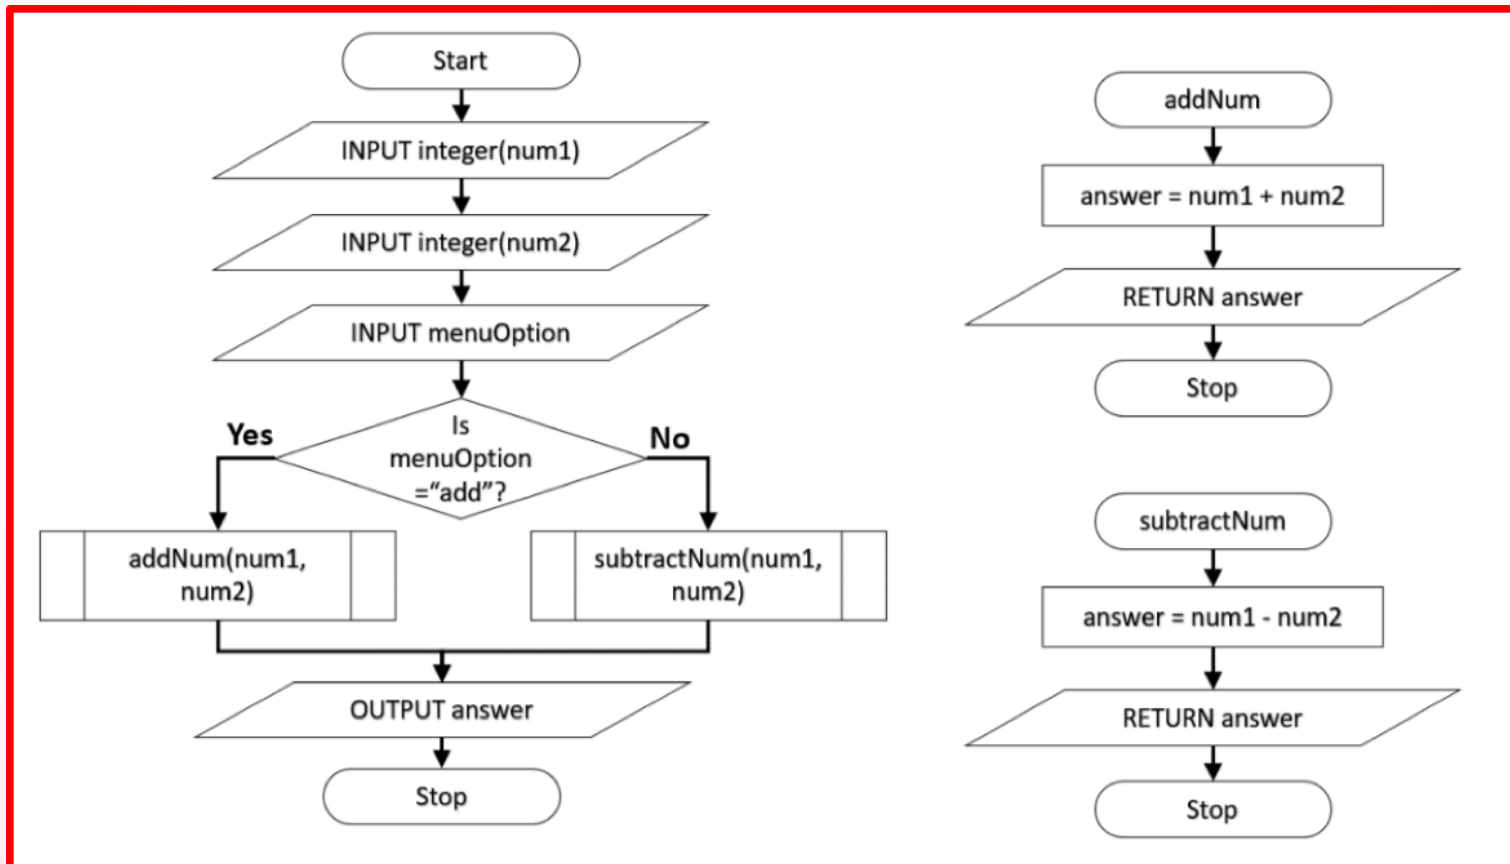 Start
INPUT integer(num1)
INPUT integer(num2)
INPUT menuOption
Is
menuOption
=“add”?
Yes
No
addNum(num1,
num2)
subtractNum(num1,
num2)
OUTPUT answer
Stop
addNum
answer = num1 + num2
RETURN answer
Stop
subtractNum
answer = num1 - num2
RETURN answer
Stop